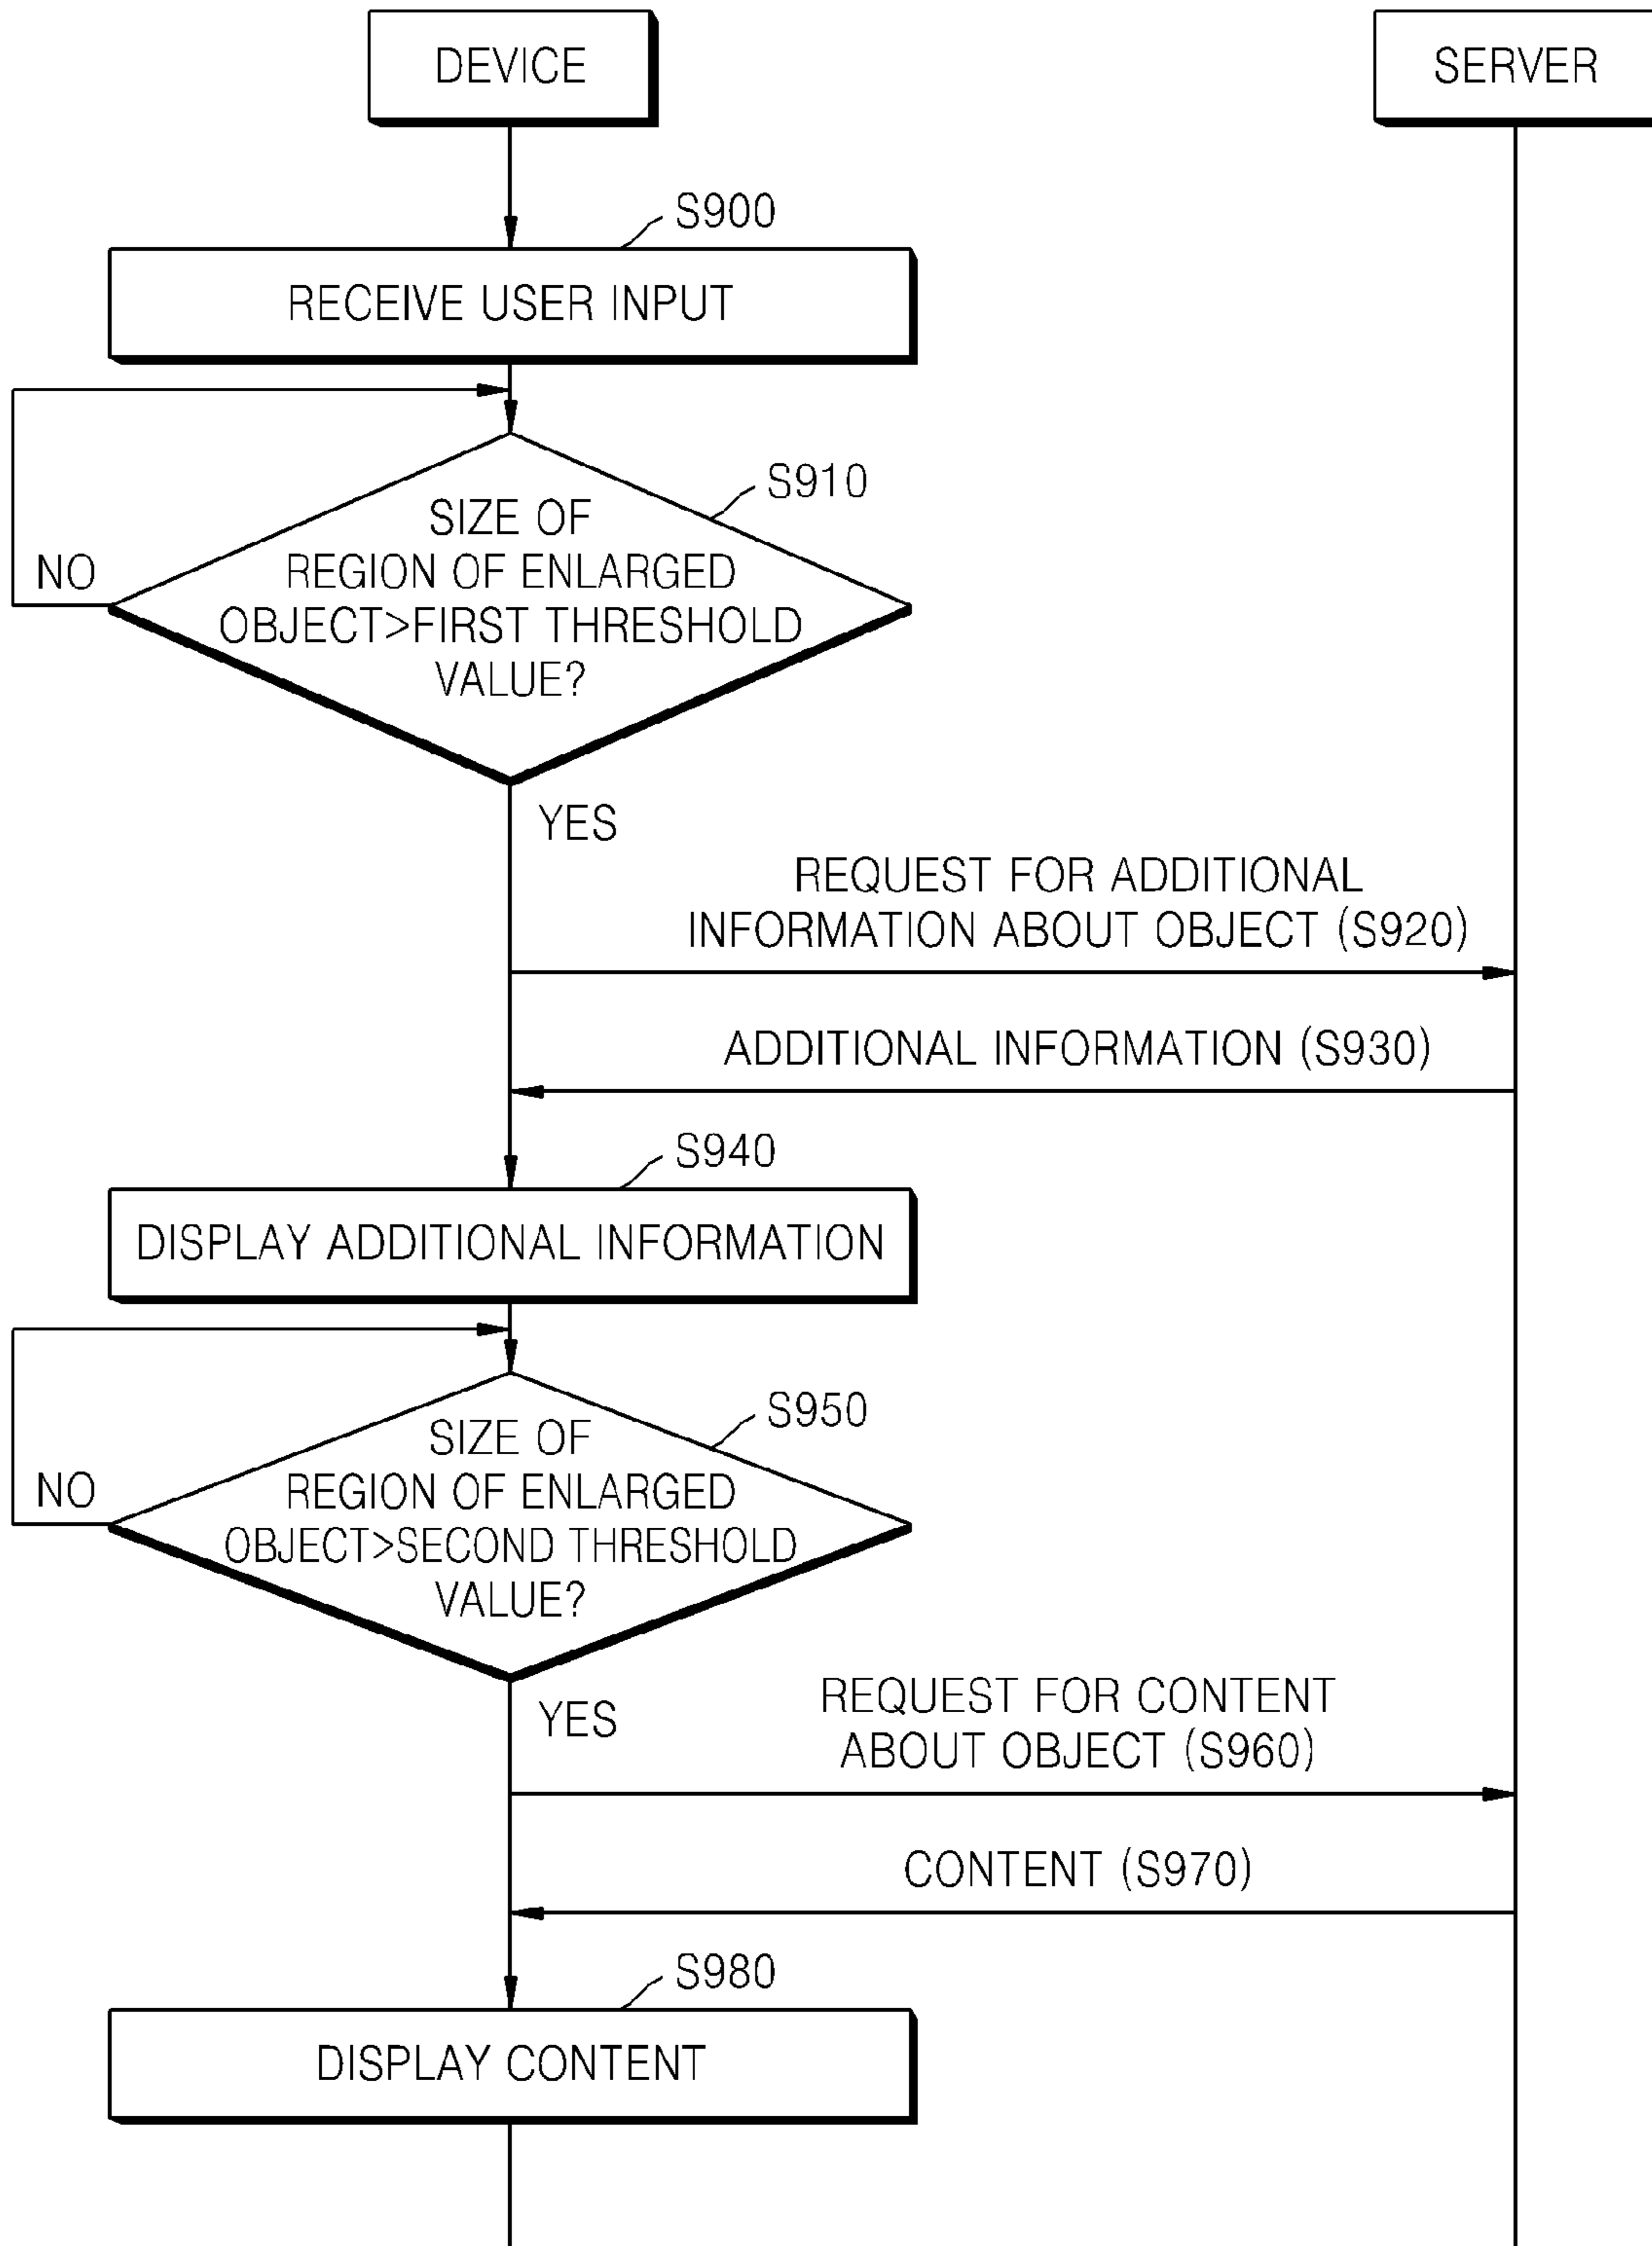 DEVICE
SERVER
S900
RECEIVE USER INPUT
S910
SIZE OF
REGION OF ENLARGED
OBJECT>FIRST THRESHOLD
VALUE?
NO
YES
REQUEST FOR ADDITIONAL
INFORMATION ABOUT OBJECT (S920)
ADDITIONAL INFORMATION (S930)
S940
DISPLAY ADDITIONAL INFORMATION
S950
SIZE OF
REGION OF ENLARGED
OBJECT>SECOND THRESHOLD
VALUE?
NO
YES
REQUEST FOR CONTENT
ABOUT OBJECT (S960)
CONTENT (S970)
S980
DISPLAY CONTENT